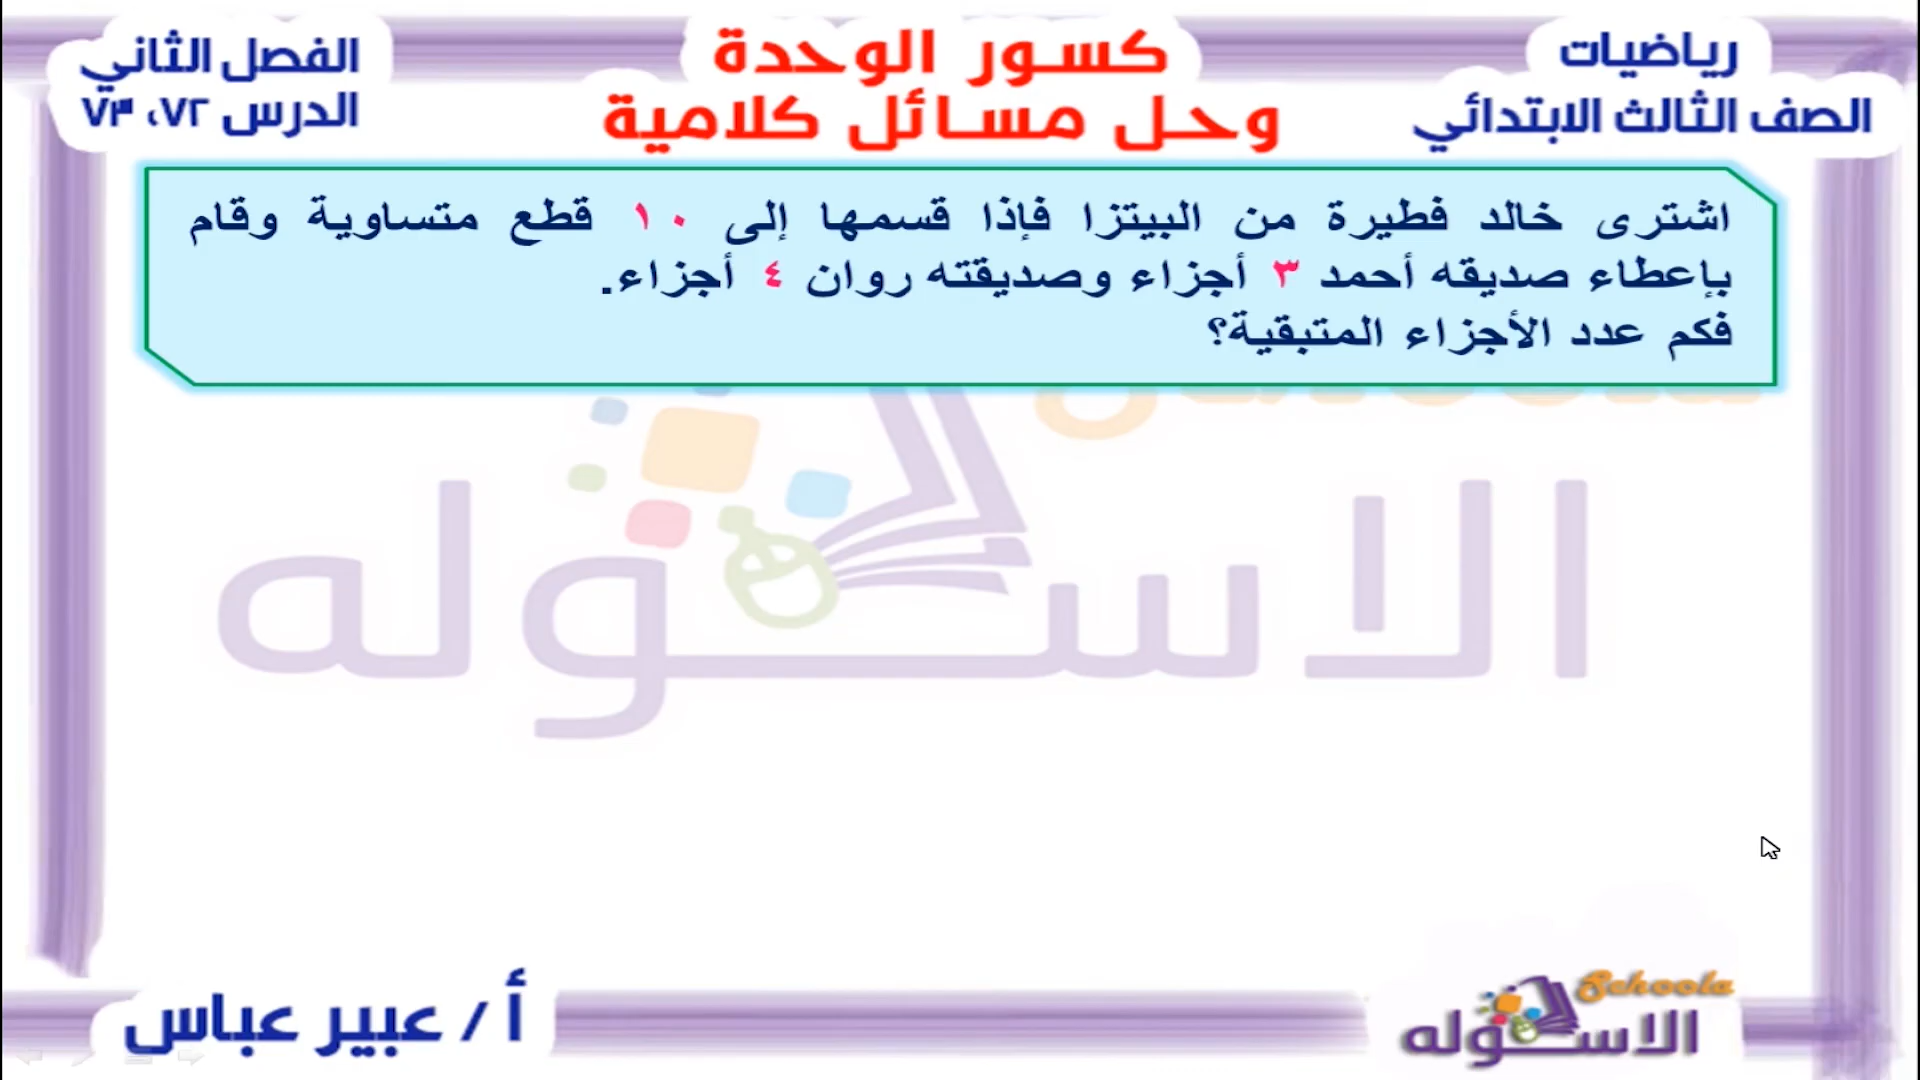 رياضيات
الصف الثالث الابتدائي
كسور الوحدة
وحل مسائل كلامية
الفصل الثاني
الدرس ٧٢، ٧٣
اشترى خالد فطيرة من البيتزا فإذا قسمها إلى ١٠ قطع متساوية وقام
بإعطاء صديقه أحمد ٣ أجزاء وصديقته روان ٤ أجزاء.
فكم عدد الأجزاء المتبقية؟
الاسكوله
أ / عبير عباس
Schoola
الاسكوله